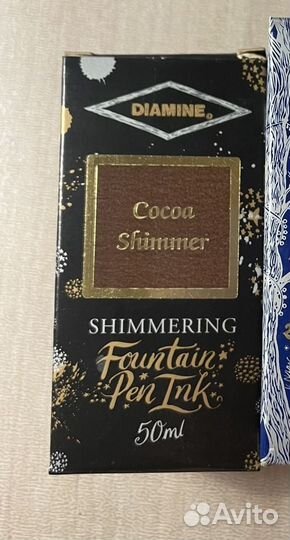 DIAMINE®
Cocoa
Shimmer
SHIMMERING
Fountain
Pen Ink
50ml
Avito